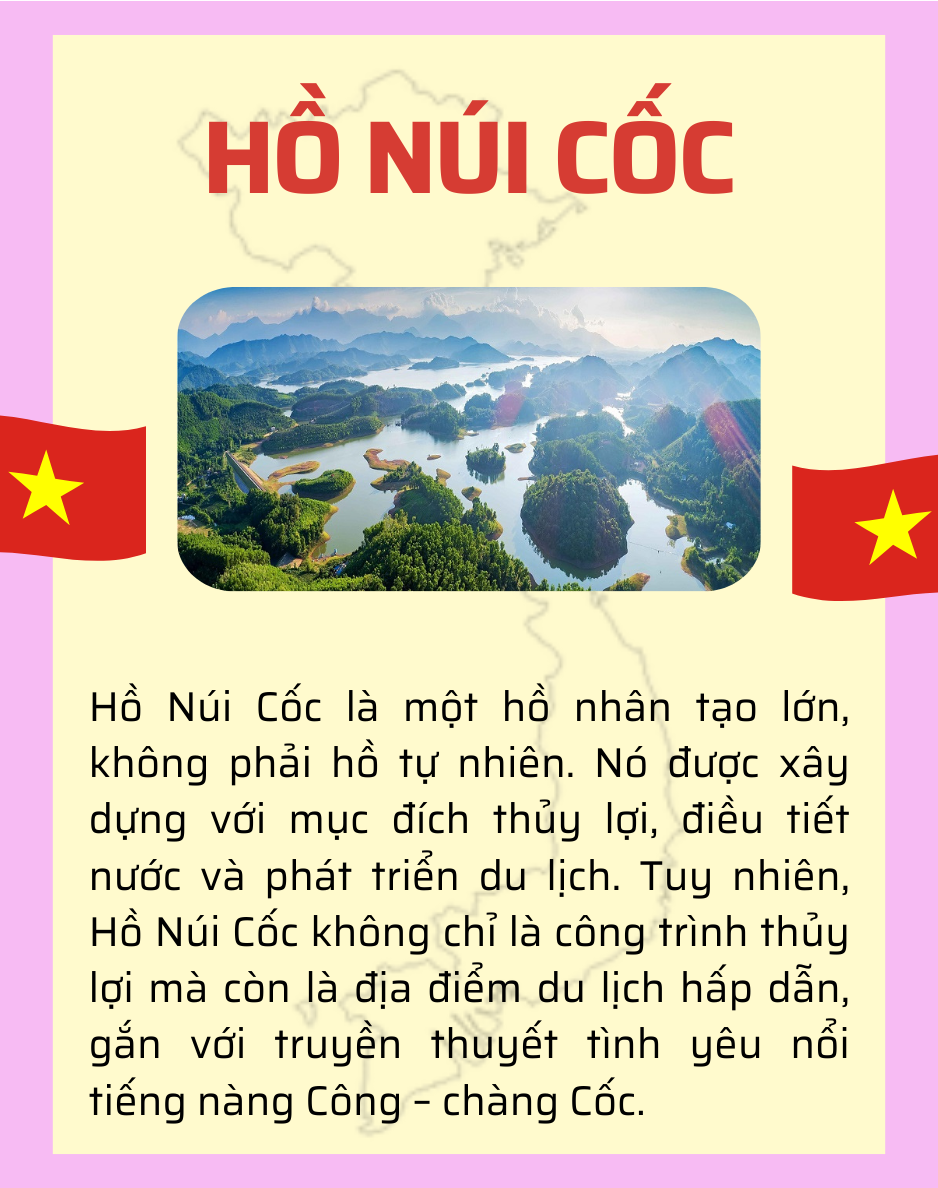 HỒ NÚI CỐC
Hồ Núi Cốc là một hồ nhân tạo lớn,
không phải hồ tự nhiên. Nó được xây
dựng với mục đích thủy lợi, điều tiết
nước và phát triển du lịch. Tuy nhiên,
Hồ Núi Cốc không chỉ là công trình thủy
lợi mà còn là địa điểm du lịch hấp dẫn,
gắn với truyền thuyết tình yêu nổi
tiếng nàng Công – chàng Cốc.